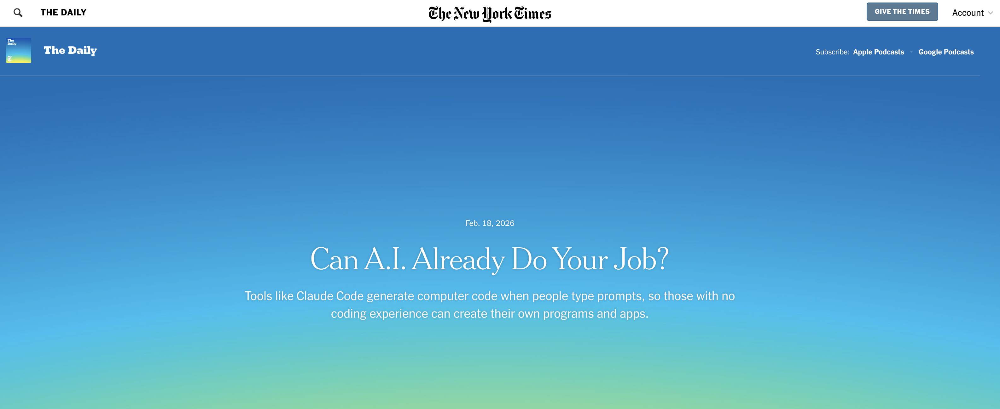 THE DAILY
The New York Times
GIVE THE TIMES
Account
The
Daily
T
The Daily
Subscribe: Apple Podcasts • Google Podcasts
Feb. 18, 2026
Can A.I. Already Do Your Job?
Tools like Claude Code generate computer code when people type prompts, so those with no
coding experience can create their own programs and apps.